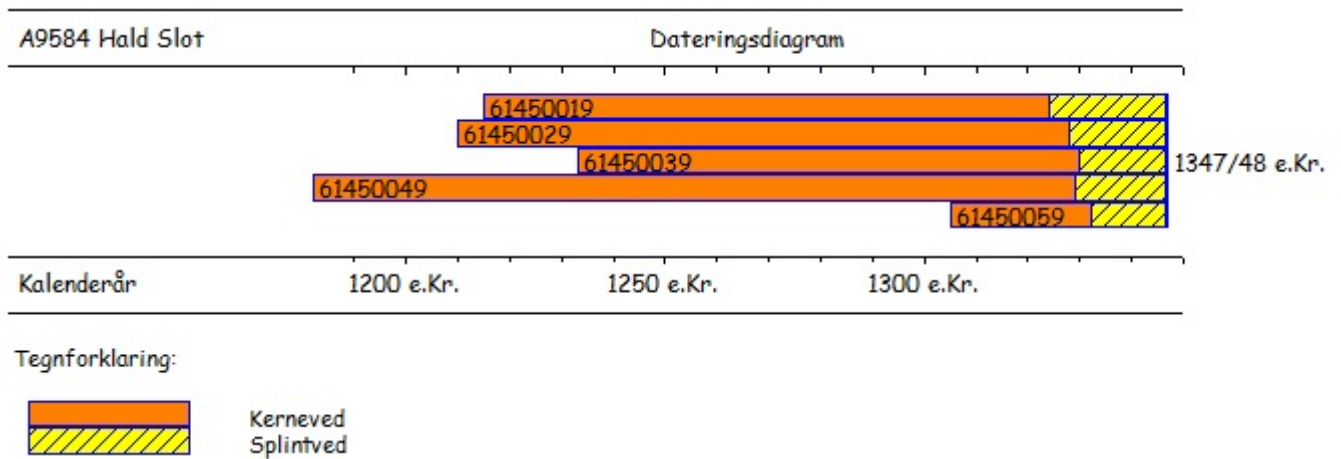 A9584 Hald Slot Dateringsdiagram
61450019
61450029
61450039 1347/48 e.Kr.
61450049
61450059
Kalenderår 1200 e.Kr. 1250 e.Kr. 1300 e.Kr.
Tegnforklaring:
Kerneved
Splintved